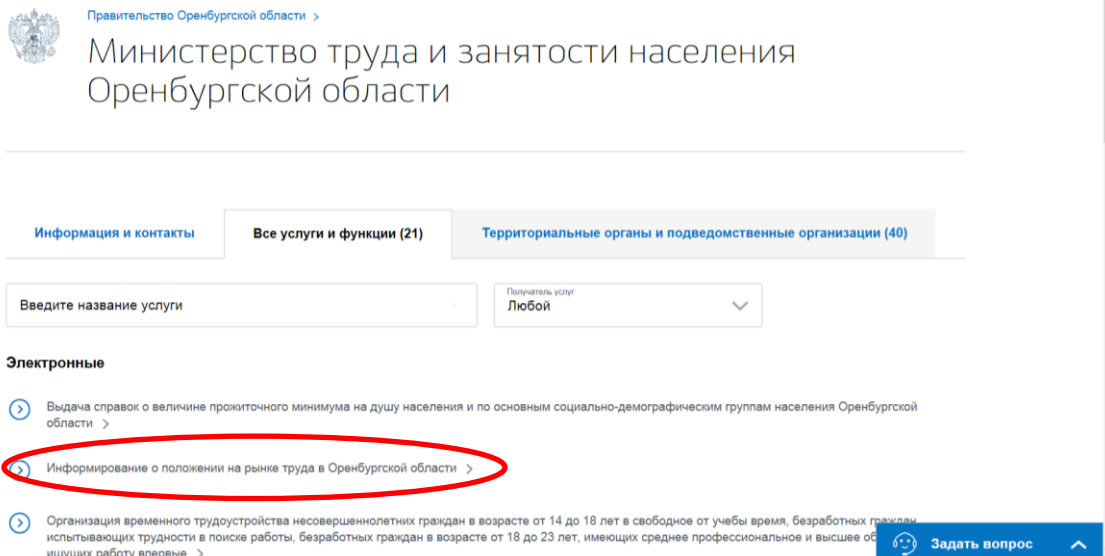 Правительство Оренбургской области >
Министерство труда и занятости населения
Оренбургской области
Информация и контакты
Все услуги и функции (21)
Территориальные органы и подведомственные организации (40)
Введите название услуги
Получатель услуг
Любой
Электронные
Выдача справок о величине прожиточного минимума на душу населения и по основным социально-демографическим группам населения Оренбургской
области >
Информирование о положении на рынке труда в Оренбургской области >
Организация временного трудоустройства несовершеннолетних граждан в возрасте от 14 до 18 лет в свободное от учебы время, безработных граждан,
испытывающих трудности в поиске работы, безработных граждан в возрасте от 18 до 23 лет, имеющих среднее профессиональное и высшее
ищущих работу впервые >
Задать вопрос